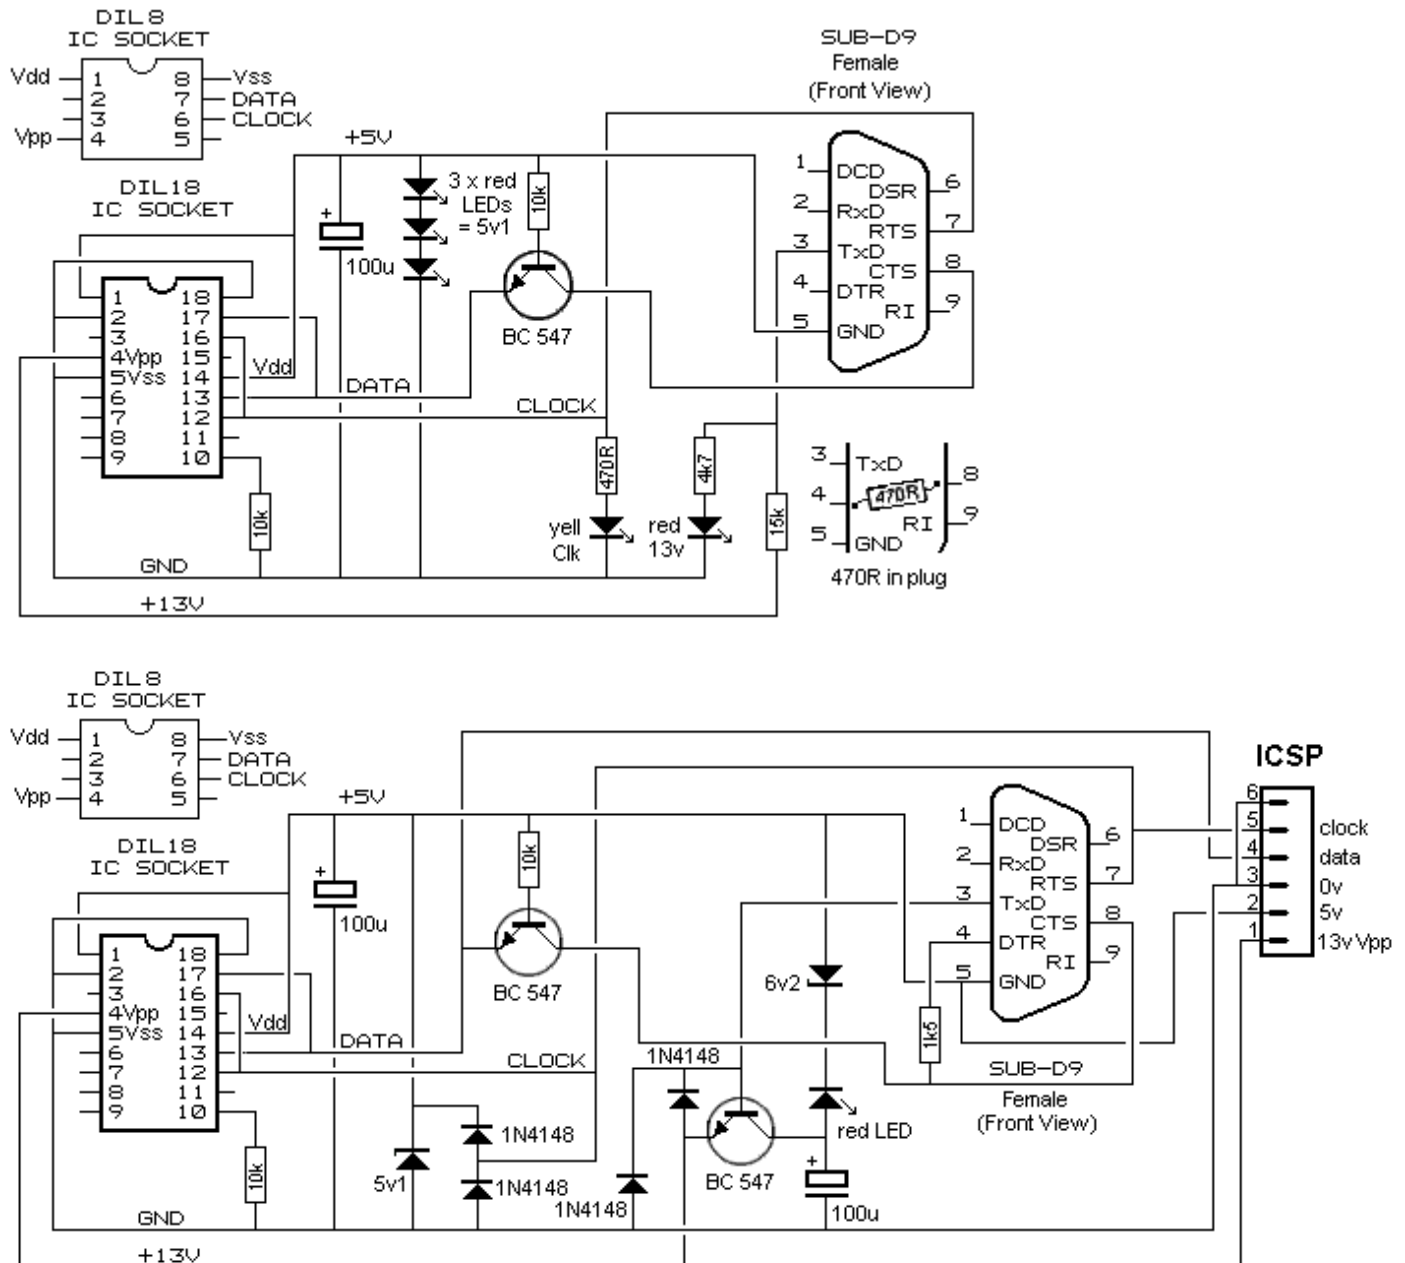 DIL8
IC SOCKET
Vdd 1 8 Vss
2 7 DATA
3 6 CLOCK
Vpp 4 5
SUB-D9
Female
(Front View)
+5V
DIL18
IC SOCKET
+
100u
3 x red
LEDs
= 5v1
10k
BC 547
1 DCD
DSR 6
2 RxD
RTS 7
3 TxD
CTS 8
4 DTR
RI 9
5 GND
1 18
2 17
3 16
4Vpp 15
5Vss 14 Vdd
6 13
7 12
8 11
9 10
DATA
CLOCK
10k
470R
4k7
15k
yell
Clk
red
13v
3 TxD
8
4 470R
RI 9
5 GND
470R in plug
GND
+13V
DIL8
IC SOCKET
Vdd 1 8 Vss
2 7 DATA
3 6 CLOCK
Vpp 4 5
+5V
DIL18
IC SOCKET
+
100u
10k
BC 547
1 DCD
DSR 6
2 RxD
RTS 7
3 TxD
CTS 8
4 DTR
RI 9
5 GND
ICSP
6
5 clock
4 data
3 0v
2 5v
1 13v Vpp
1 18
2 17
3 16
4Vpp 15
5Vss 14 Vdd
6 13
7 12
8 11
9 10
DATA
CLOCK
6v2
1k5
SUB-D9
Female
(Front View)
1N4148
red LED
BC 547
+
100u
10k
5v1
1N4148
1N4148
1N4148
GND
+13V